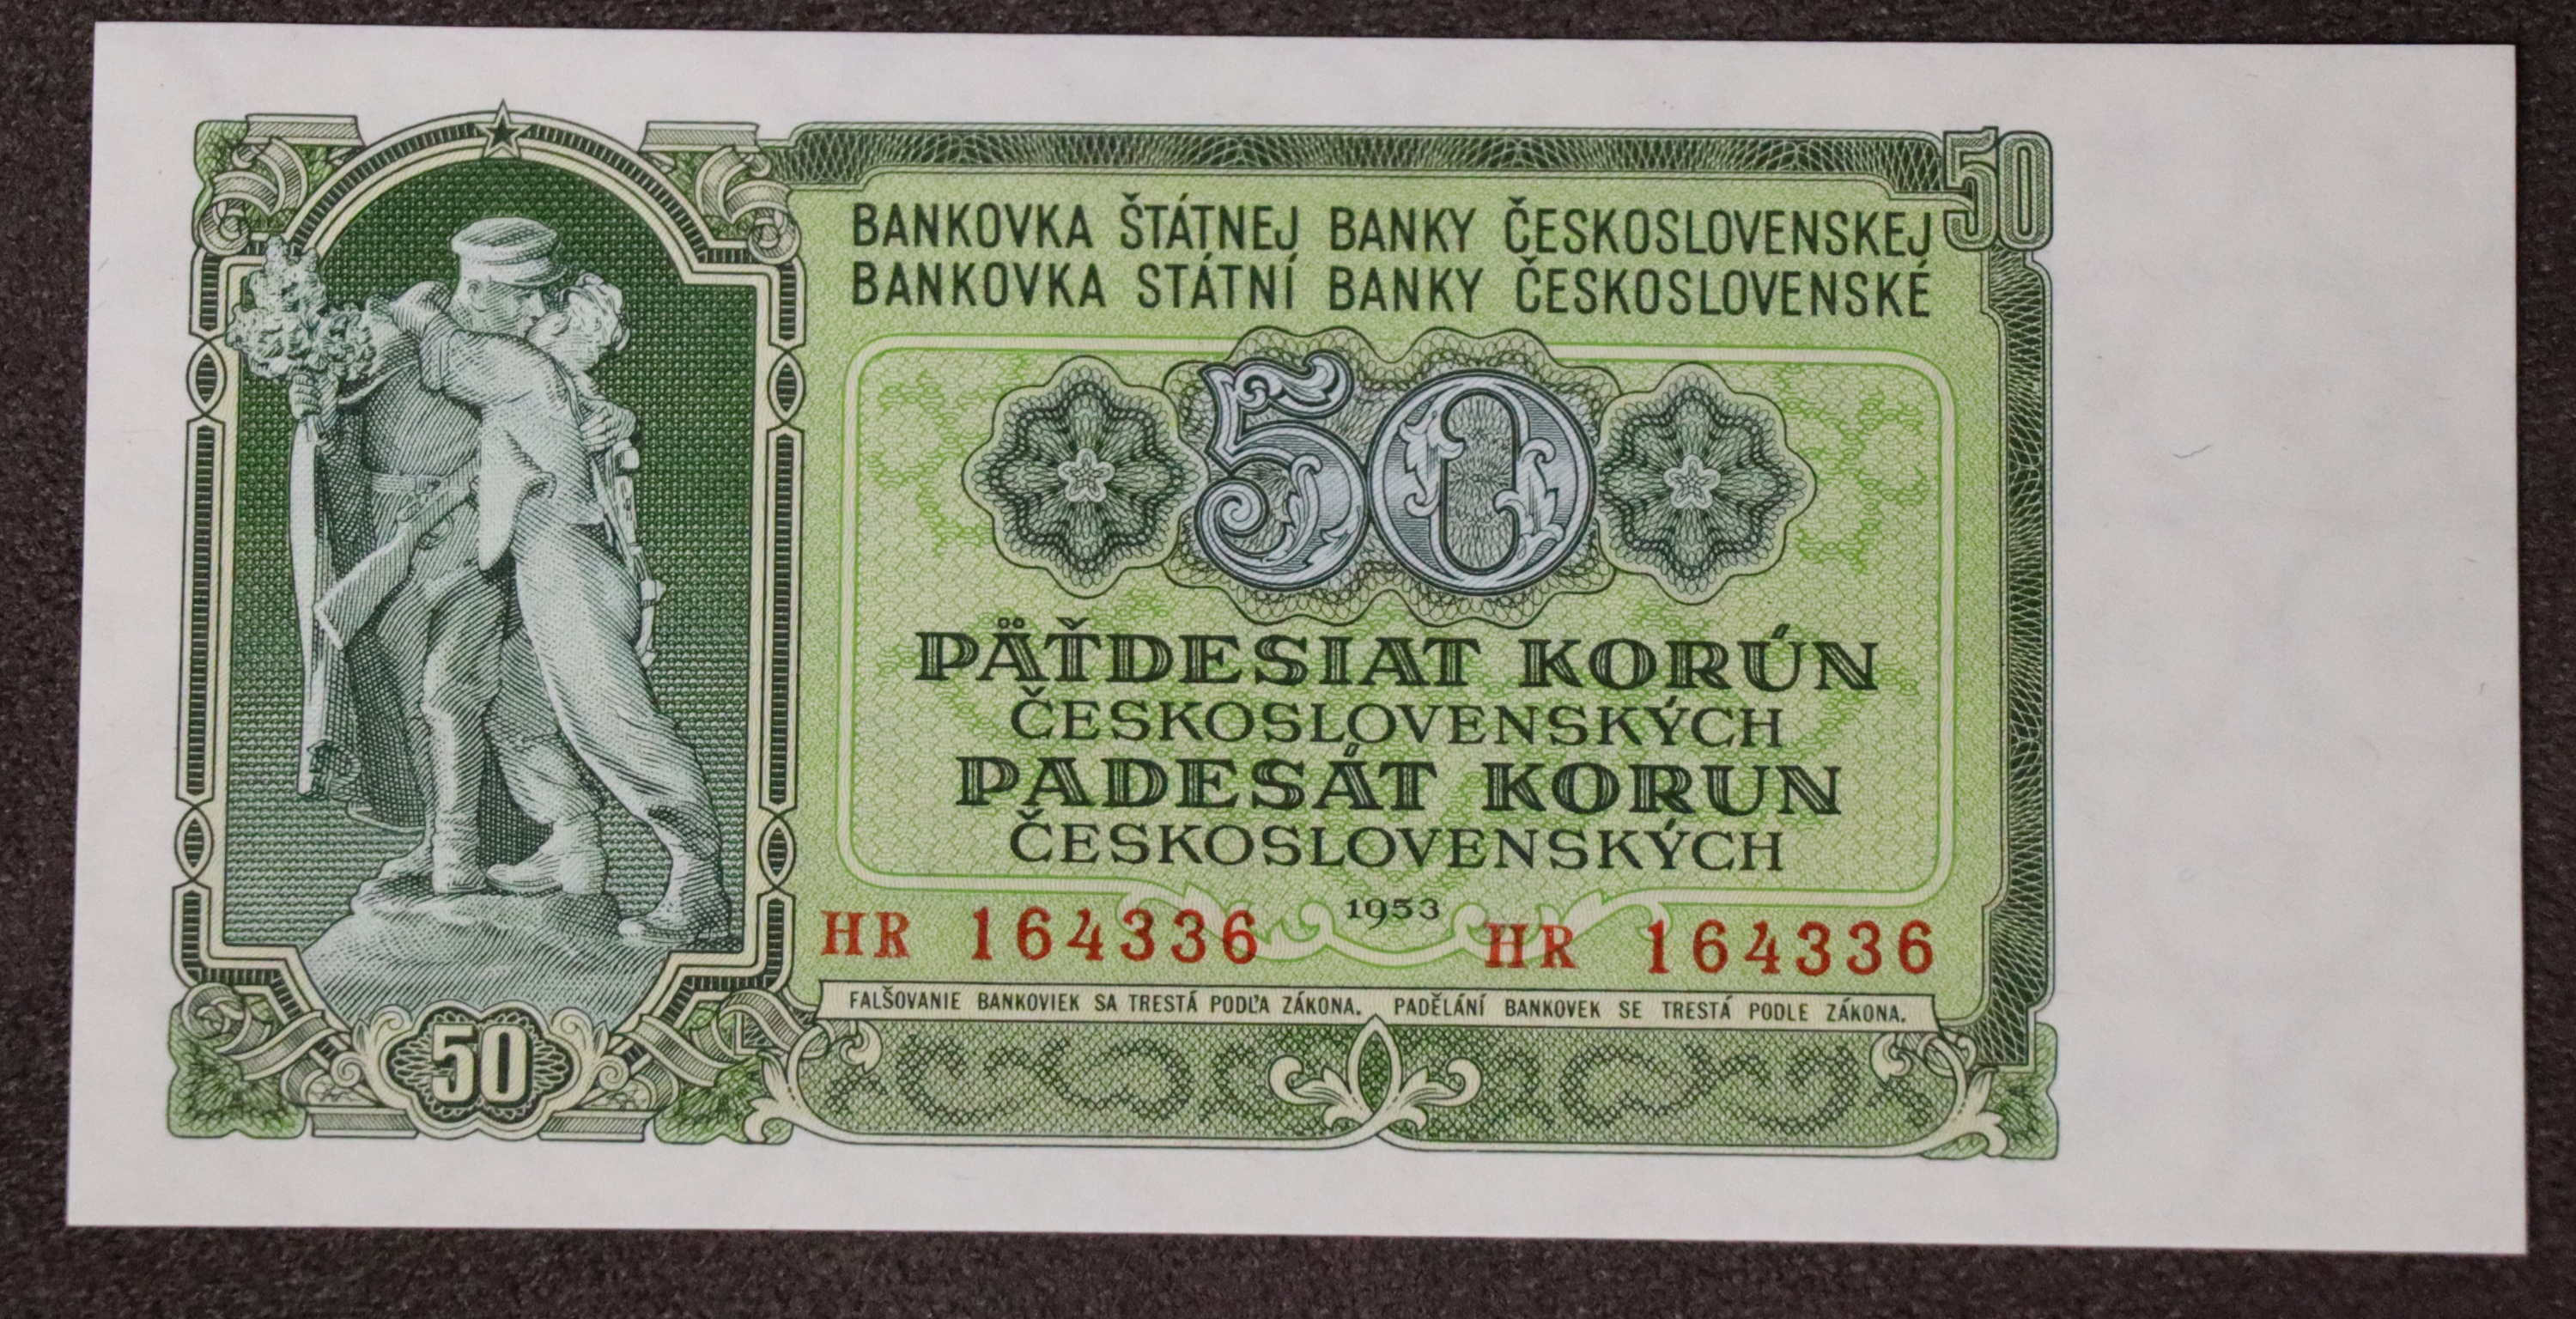 50
BANKOVKA ŠTÁTNEJ BANKY ČESKOSLOVENSKEJ
BANKOVKA STÁTNÍ BANKY ČESKOSLOVENSKÉ
50
PÄŤDESIAT KORÚN
ČESKOSLOVENSKÝCH
PADESÁT KORUN
ČESKOSLOVENSKÝCH
1953
HR 164336 HR 164336
FALŠOVANIE BANKOVIEK SA TRESTÁ PODĽA ZÁKONA. PADĚLÁNÍ BANKOVEK SE TRESTÁ PODLE ZÁKONA.
50